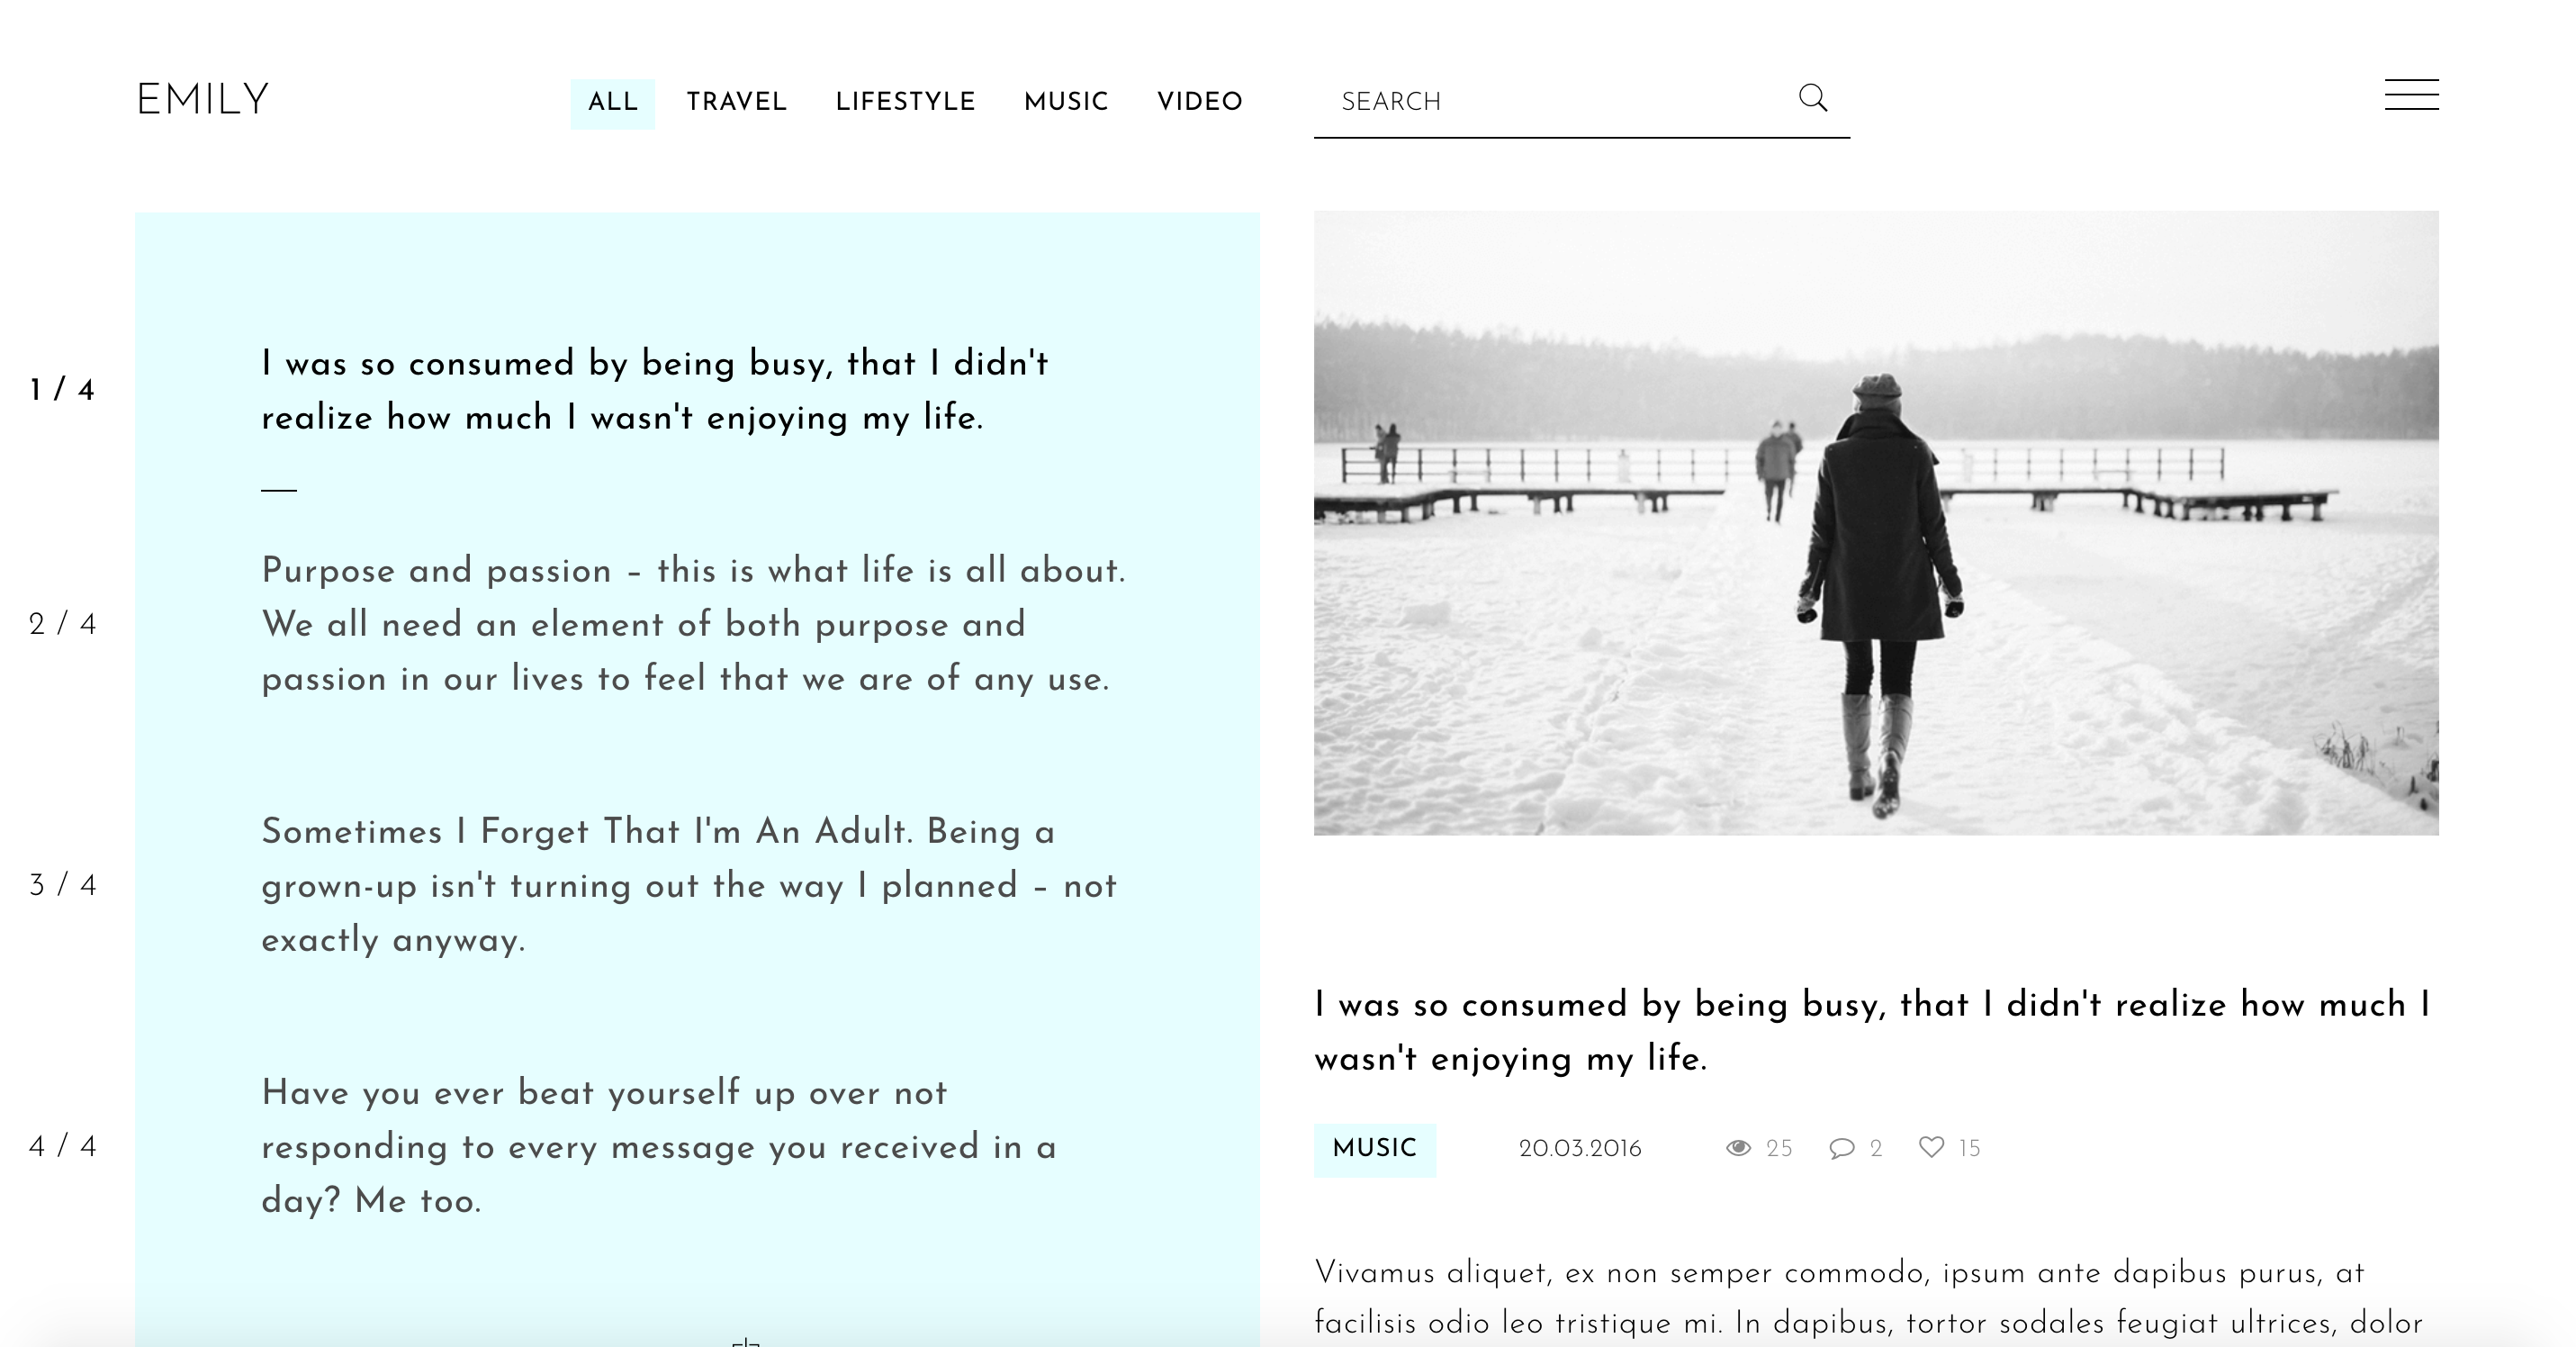 EMILY
ALL TRAVEL LIFESTYLE MUSIC VIDEO
SEARCH
1 / 4
I was so consumed by being busy, that I didn't
realize how much I wasn't enjoying my life.
2 / 4
Purpose and passion – this is what life is all about.
We all need an element of both purpose and
passion in our lives to feel that we are of any use.
3 / 4
Sometimes I Forget That I'm An Adult. Being a
grown-up isn't turning out the way I planned – not
exactly anyway.
4 / 4
Have you ever beat yourself up over not
responding to every message you received in a
day? Me too.
I was so consumed by being busy, that I didn't realize how much I
wasn't enjoying my life.
MUSIC 20.03.2016 25 2 15
Vivamus aliquet, ex non semper commodo, ipsum ante dapibus purus, at
facilisis odio leo tristique mi. In dapibus, tortor sodales feugiat ultrices, dolor